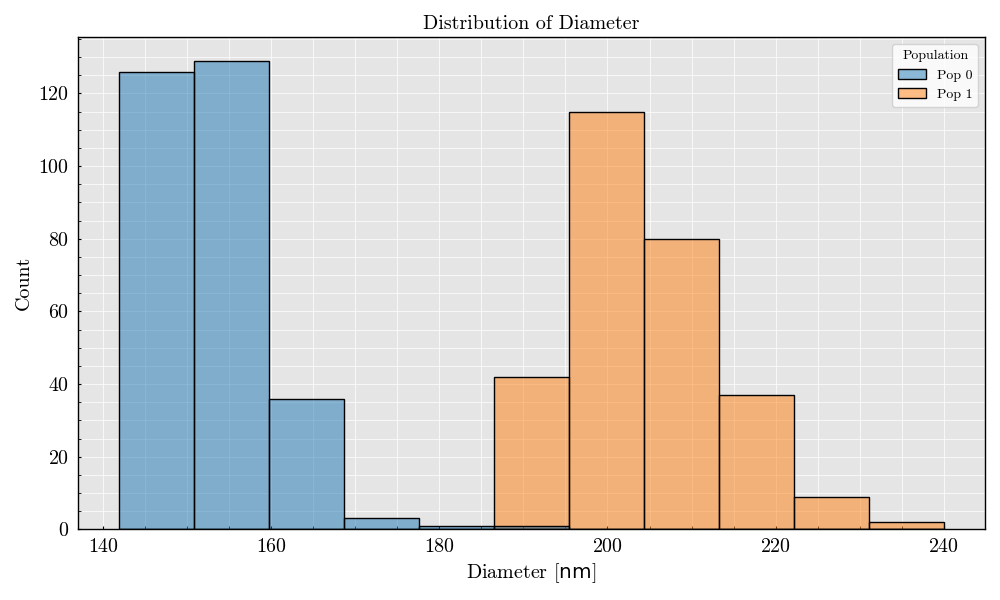 Distribution of Diameter
Population
Pop 0
Pop 1
120
100
80
60
40
20
0
Count
140 160 180 200 220 240
Diameter [nm]